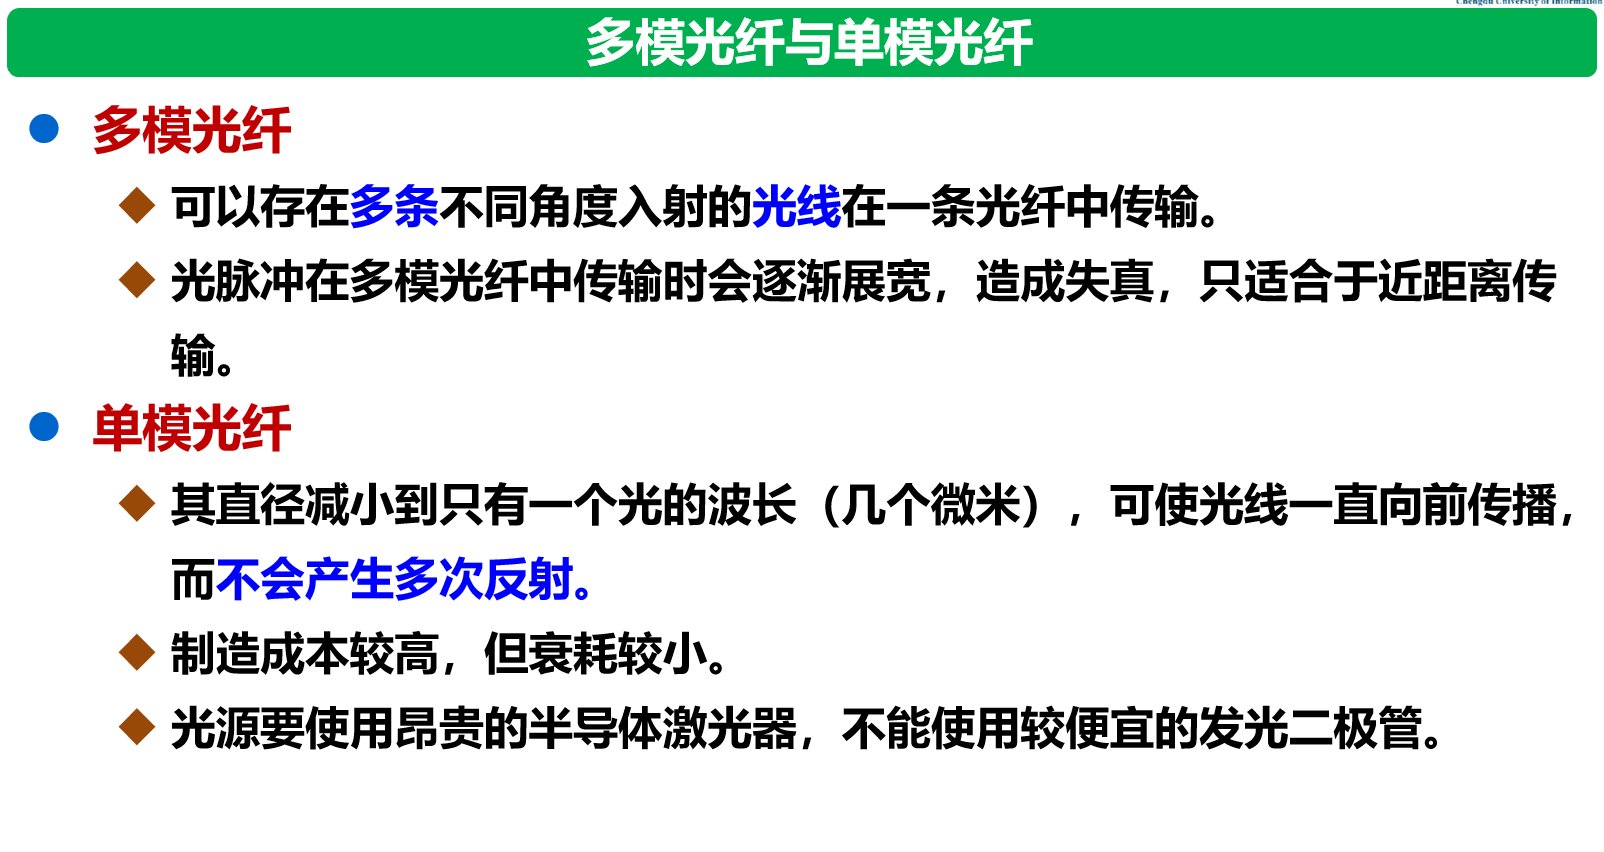 Chengdu University of Information
多模光纤与单模光纤
多模光纤
可以存在多条不同角度入射的光线在一条光纤中传输。
光脉冲在多模光纤中传输时会逐渐展宽，造成失真，只适合于近距离传
输。
单模光纤
其直径减小到只有一个光的波长（几个微米），可使光线一直向前传播，
而不会产生多次反射。
制造成本较高，但衰耗较小。
光源要使用昂贵的半导体激光器，不能使用较便宜的发光二极管。